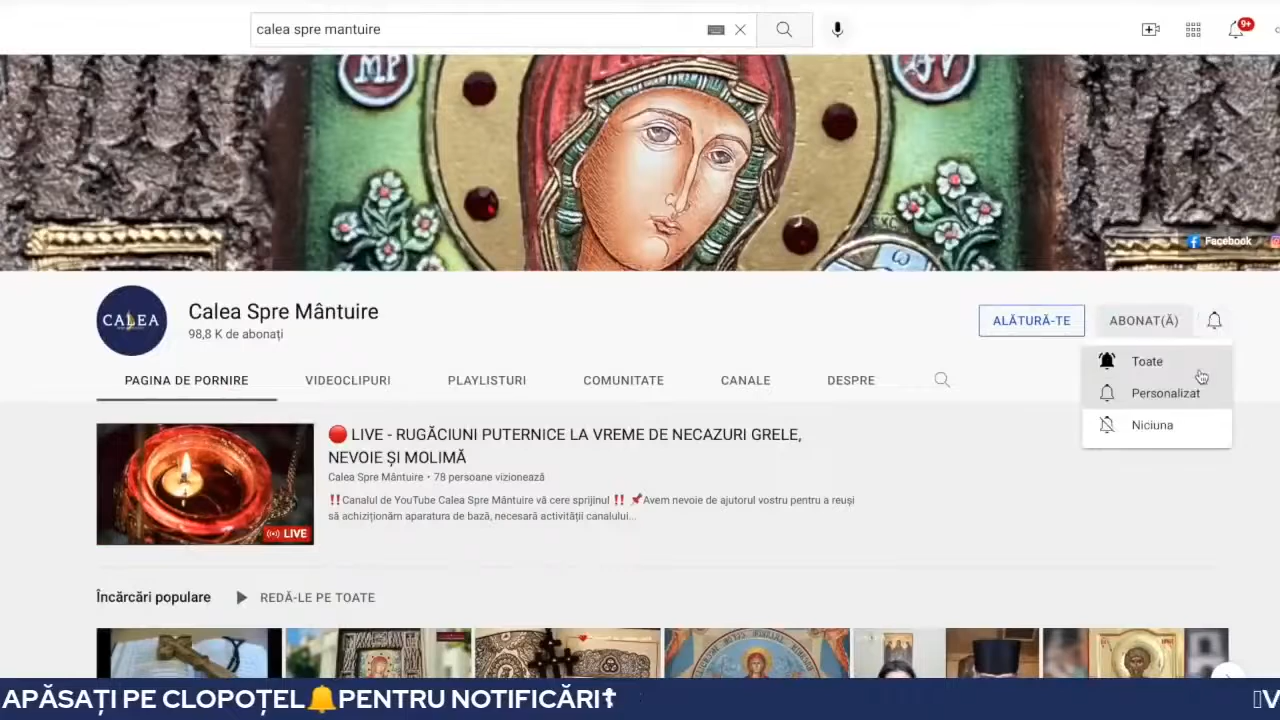 calea spre mantuire
9+
Facebook
CALEA
Calea Spre Mântuire
98,8 K de abonați
ALĂTURĂ-TE
ABONAT(Ă)
Toate
Personalizat
Niciuna
PAGINA DE PORNIRE
VIDEOCLIPURI
PLAYLISTURI
COMUNITATE
CANALE
DESPRE
🔴 LIVE - RUGĂCIUNI PUTERNICE LA VREME DE NECAZURI GRELE,
NEVOIE ȘI MOLIMĂ
Calea Spre Mântuire • 78 persoane vizionează
‼️Canalul de YouTube Calea Spre Mântuire vă cere sprijinul ‼️ 📌Avem nevoie de ajutorul vostru pentru a reuși
să achiziționăm aparatura de bază, necesară activității canalului...
LIVE
Încărcări populare
REDĂ-LE PE TOATE
APĂSAȚI PE CLOPOȚEL🔔PENTRU NOTIFICĂRI✝
V